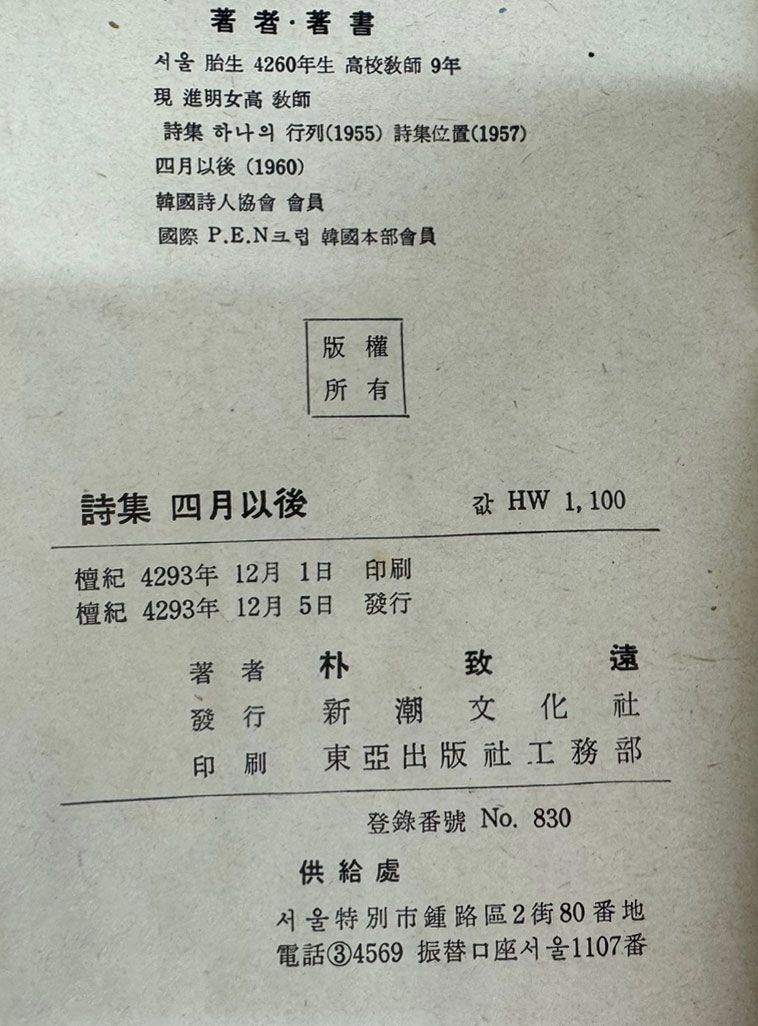 著者·著書
서울 胎生 4260年生 高校敎師 9年
現 進明女高 敎師
詩集 하나의 行列(1955) 詩集位置(1957)
四月以後 (1960)
韓國詩人協會 會員
國際 P.E.N크럽 韓國本部會員
版權
所有
詩集 四月以後 값 HW 1,100
檀紀 4293年 12月 1日 印刷
檀紀 4293年 12月 5日 發行
著者 朴致遠
發行 新潮文化社
印刷 東亞出版社工務部
登錄番號 No. 830
供給處
서울特別市鍾路區2街80番地
電話③4569 振替口座서울1107番